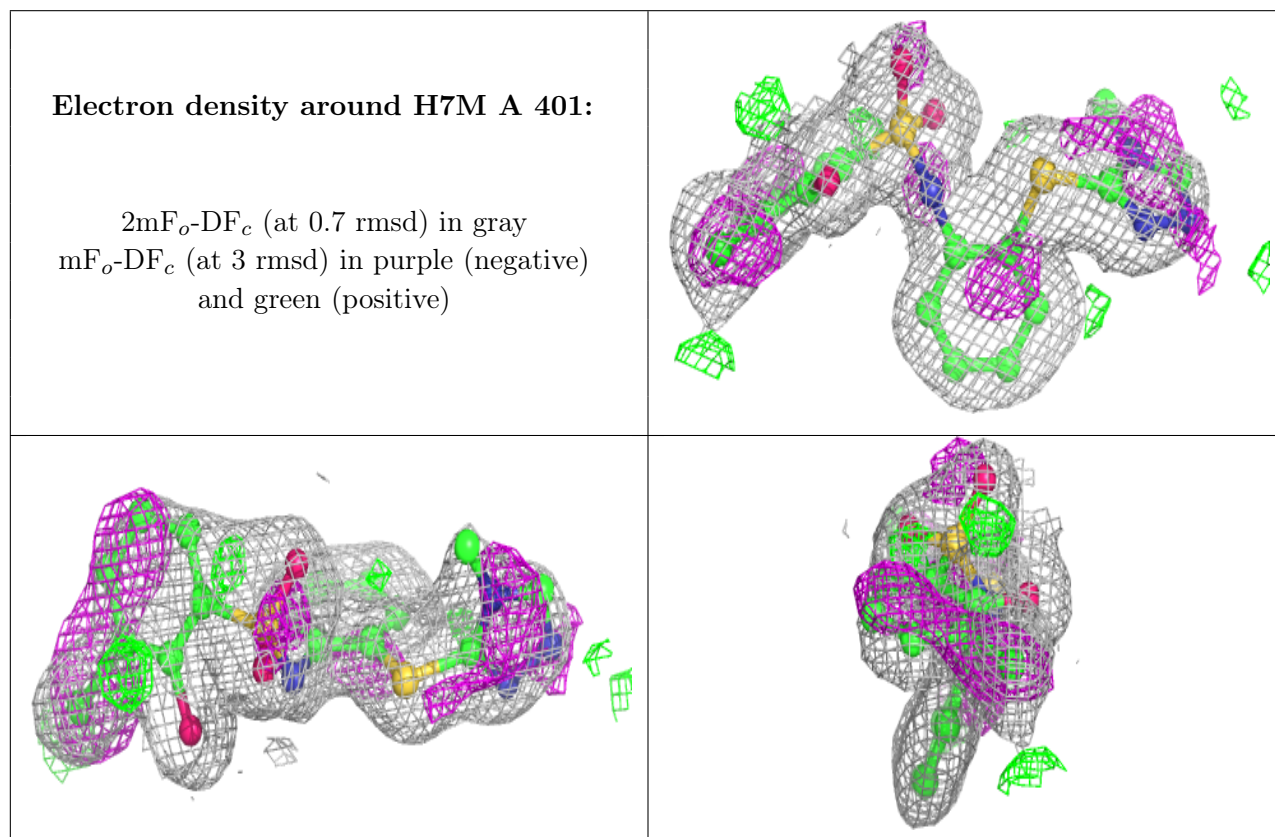 Electron density around H7M A 401:
2mFo-DFc (at 0.7 rmsd) in gray
mFo-DFc (at 3 rmsd) in purple (negative)
and green (positive)